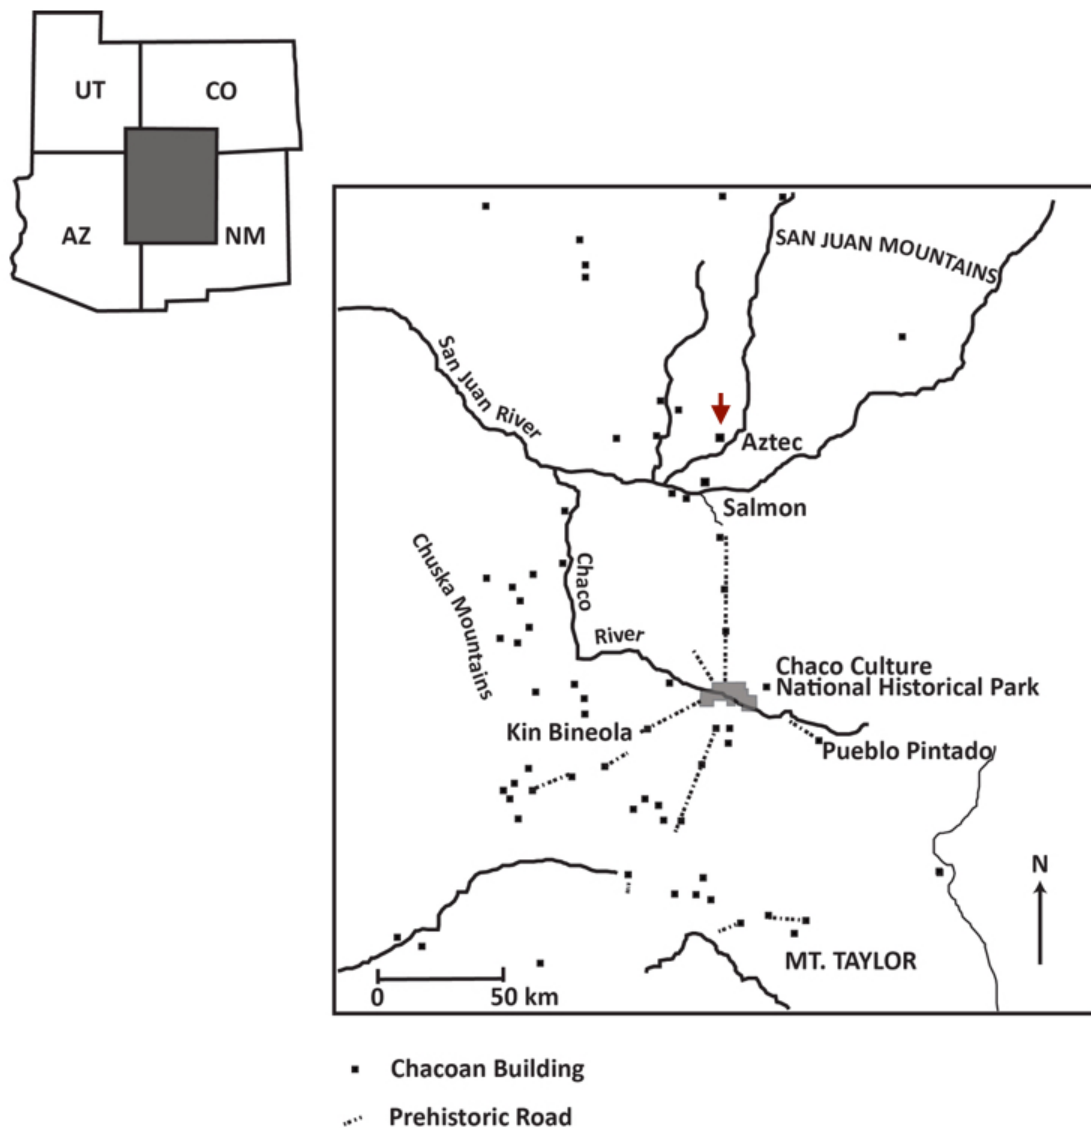 UT
CO
AZ
NM
SAN JUAN MOUNTAINS
San Juan River
Aztec
Salmon
Chuska Mountains
Chaco
River
Chaco Culture
National Historical Park
Kin Bineola
Pueblo Pintado
N
MT. TAYLOR
0
50 km
Chacoan Building
Prehistoric Road